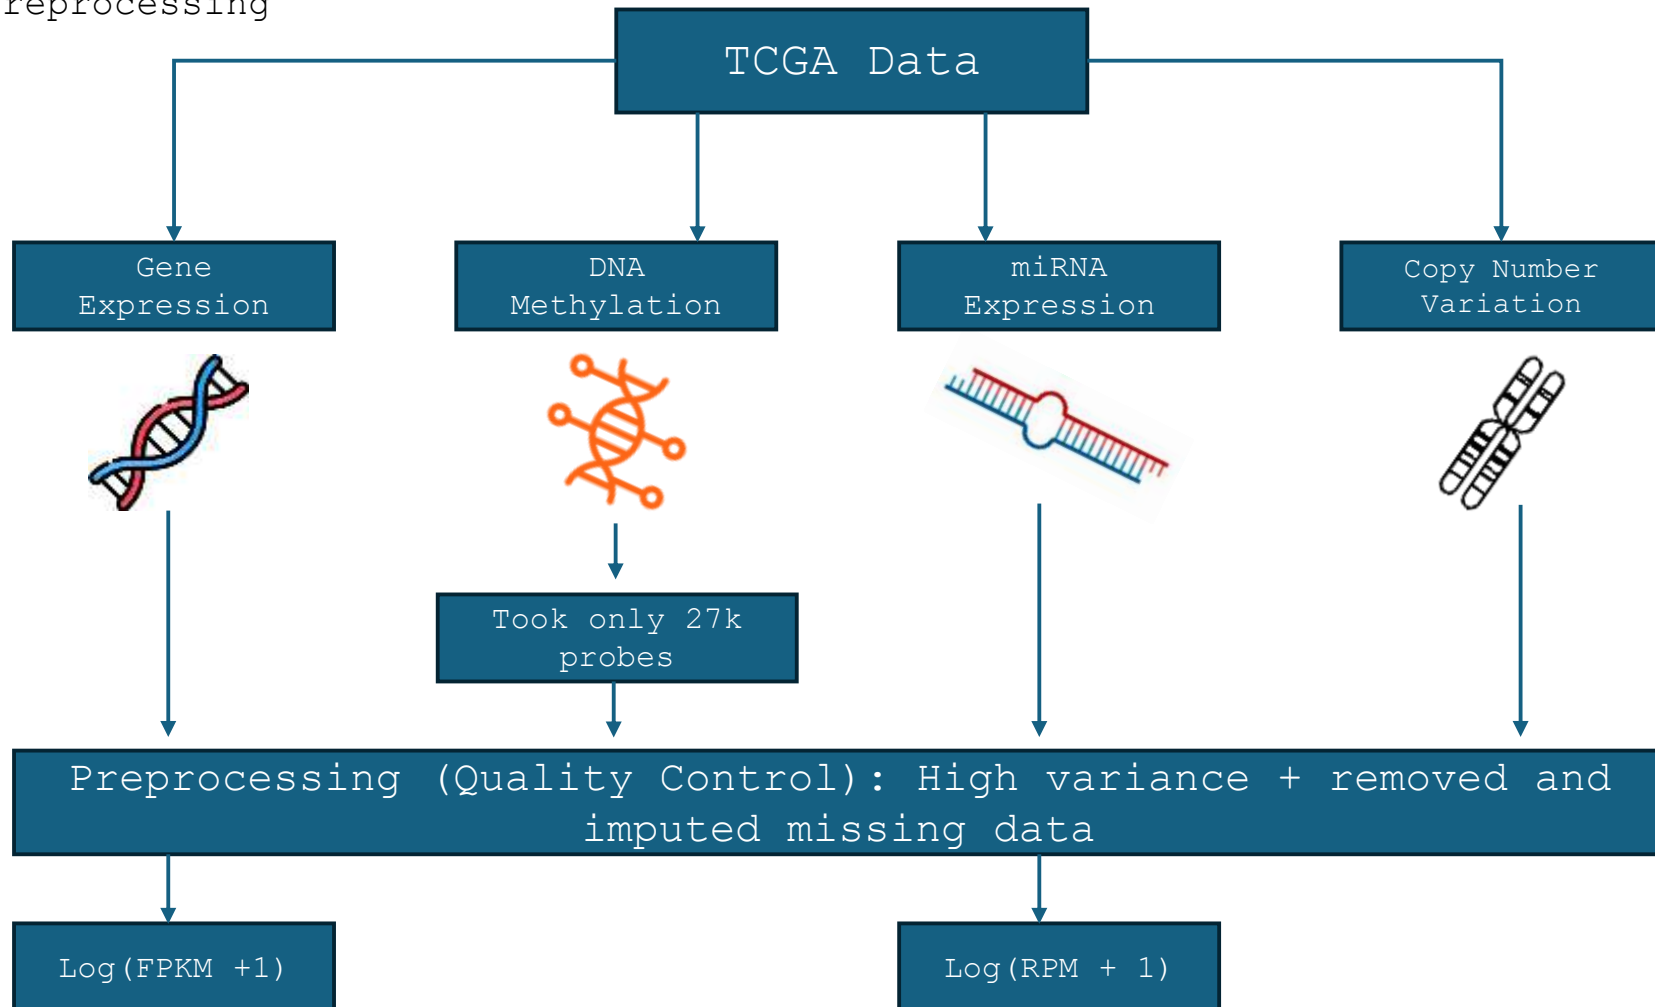 reprocessing
TCGA Data
Gene
Expression
DNA
Methylation
miRNA
Expression
Copy Number
Variation
Took only 27k
probes
Preprocessing (Quality Control): High variance + removed and
imputed missing data
Log(FPKM +1)
Log(RPM + 1)